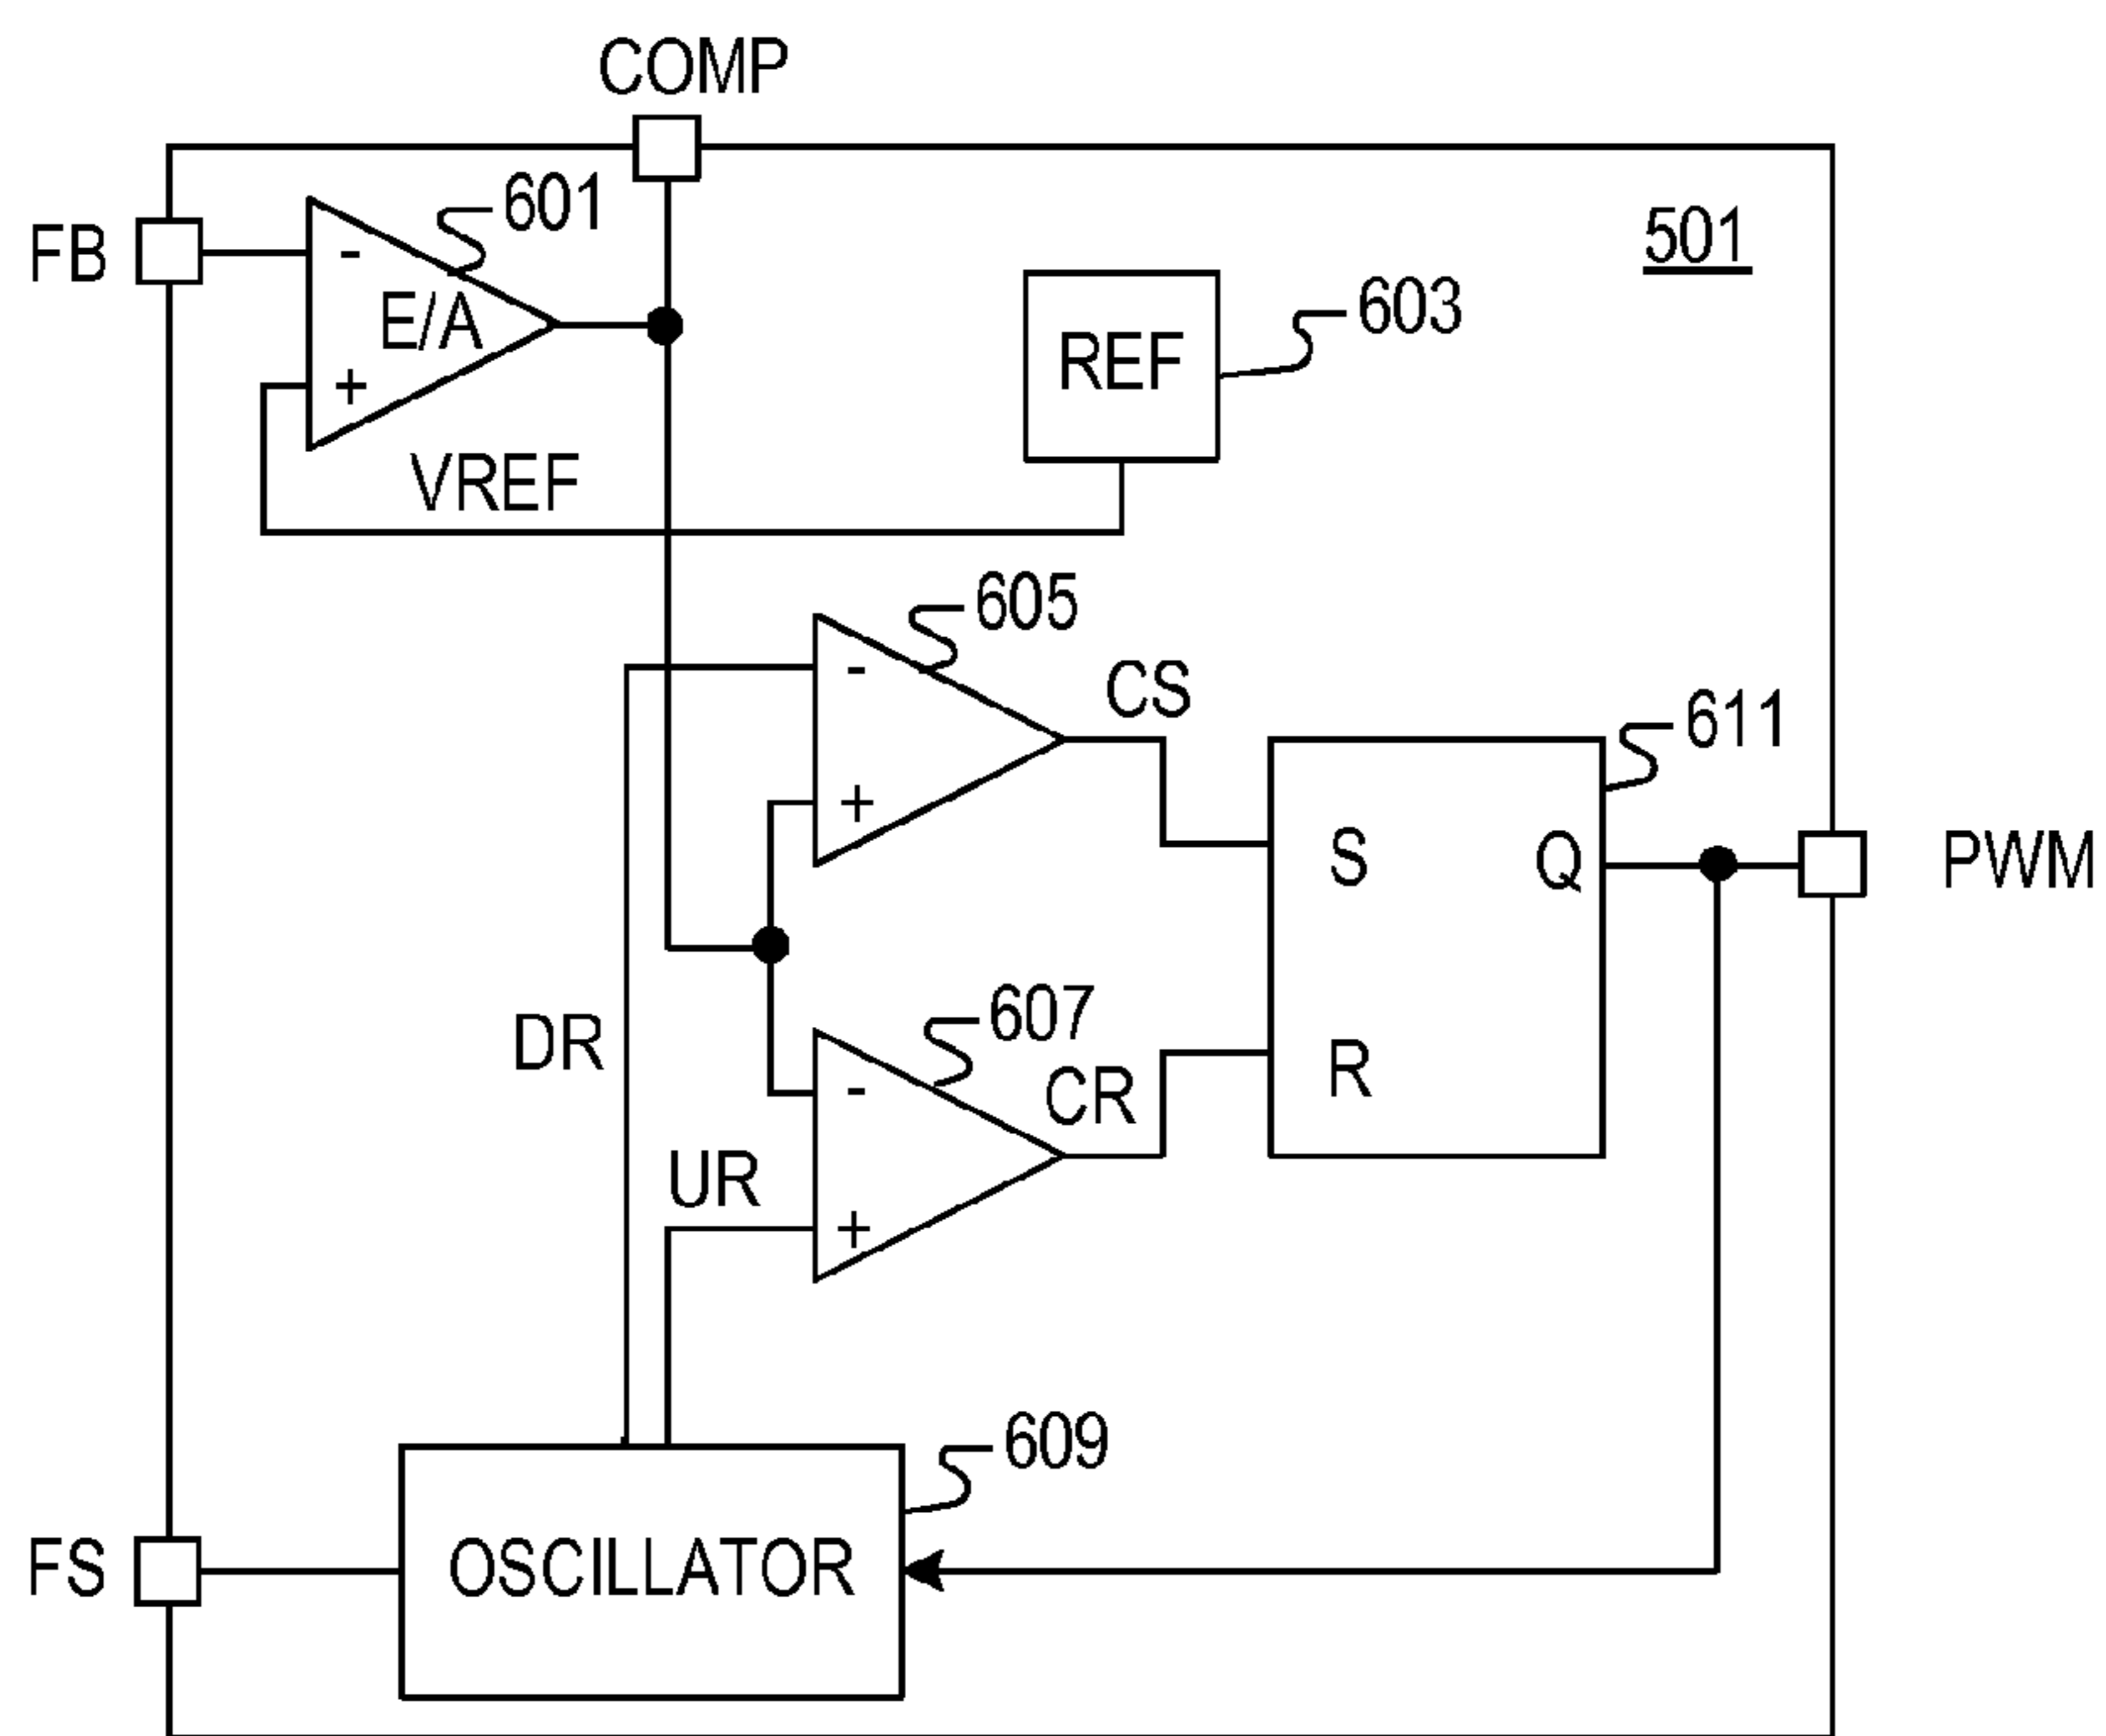 COMP
601
501
FB
-
E/A
603
REF
+
VREF
605
-
CS
611
+
S
Q
PWM
607
DR
R
-
CR
UR
+
609
FS
OSCILLATOR